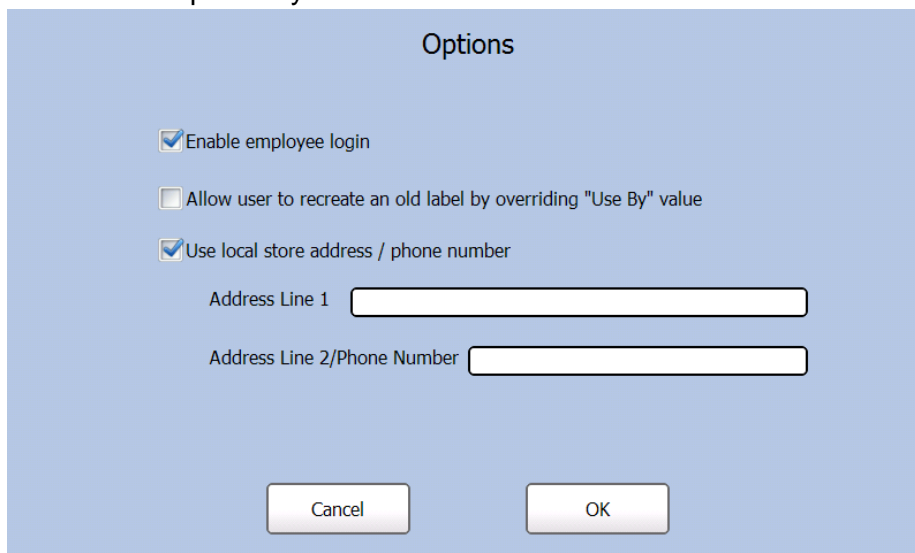 Options
Enable employee login
Allow user to recreate an old label by overriding "Use By" value
Use local store address / phone number
Address Line 1
Address Line 2/Phone Number
Cancel OK